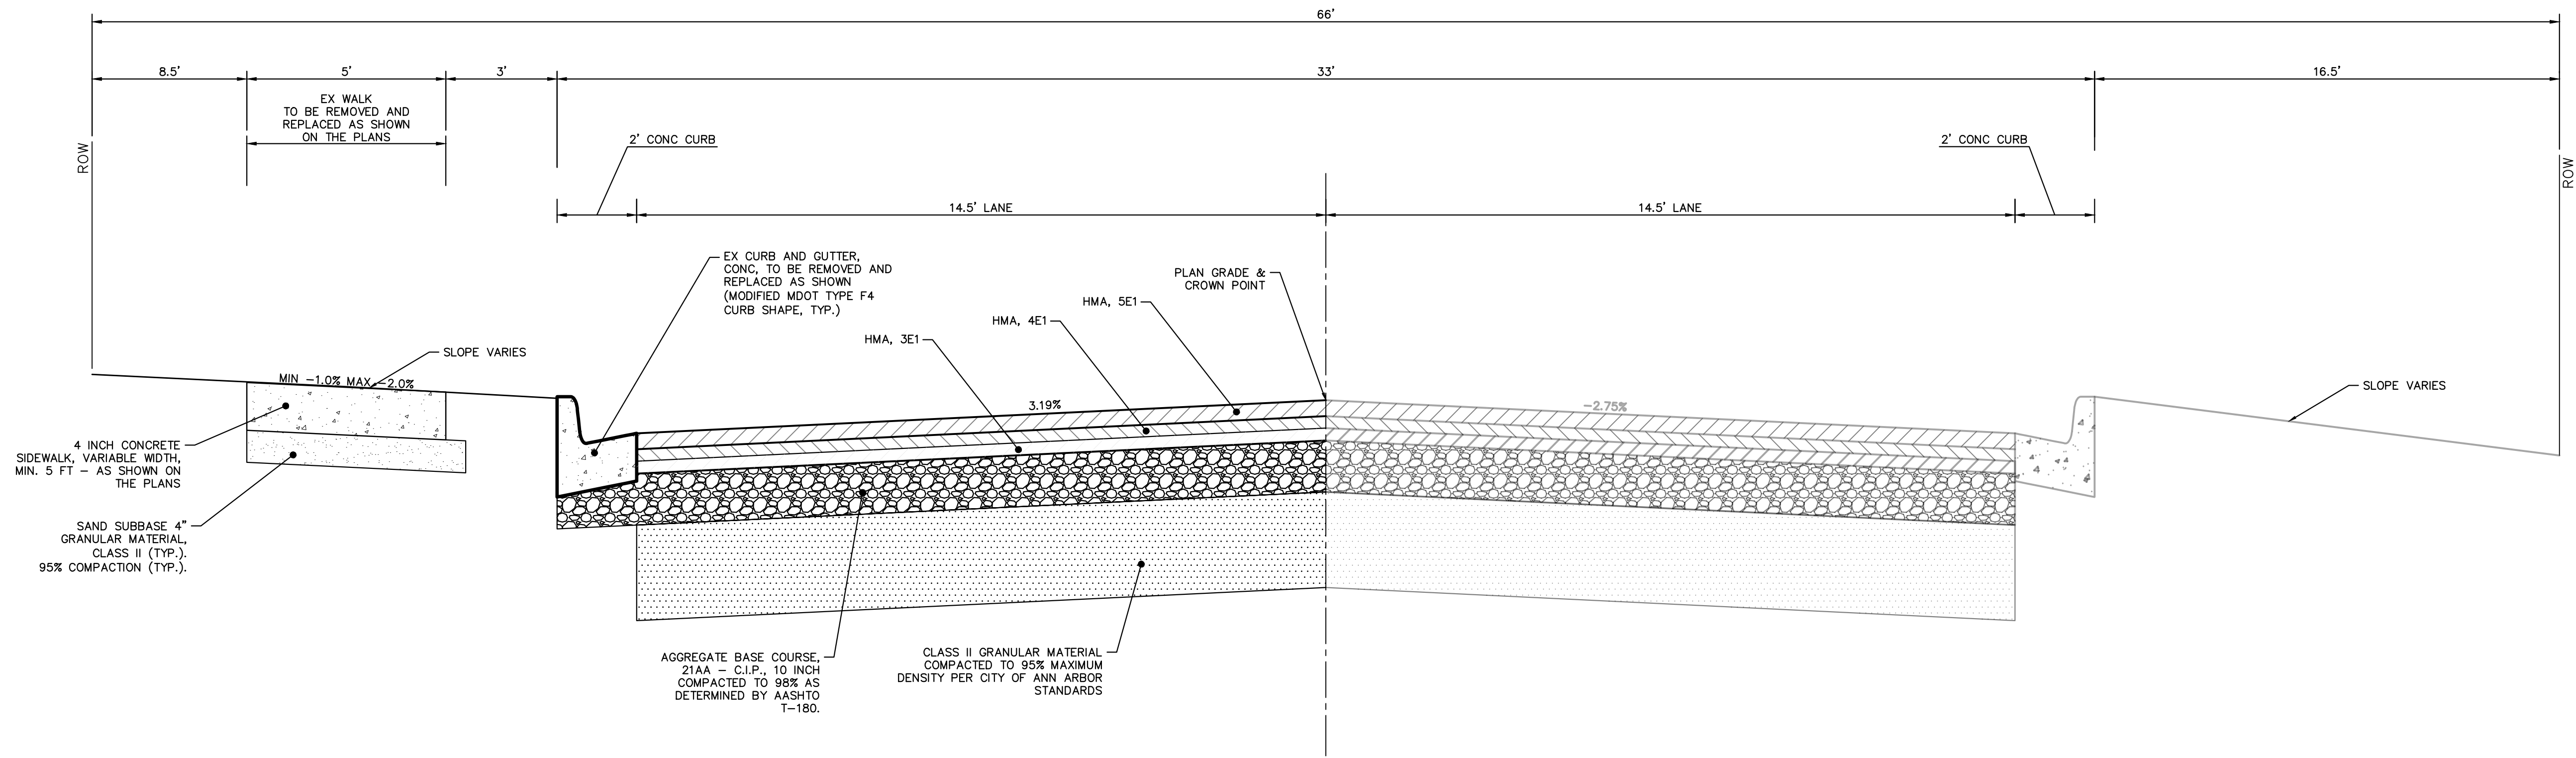 66'
8.5'
5'
3'
33'
16.5'
EX WALK
TO BE REMOVED AND
REPLACED AS SHOWN
ON THE PLANS
2' CONC CURB
2' CONC CURB
ROW
ROW
14.5' LANE
14.5' LANE
EX CURB AND GUTTER,
CONC, TO BE REMOVED AND
REPLACED AS SHOWN
(MODIFIED MDOT TYPE F4
CURB SHAPE, TYP.)
PLAN GRADE &
CROWN POINT
HMA, 5E1
HMA, 4E1
HMA, 3E1
SLOPE VARIES
MIN -1.0% MAX -2.0%
3.19%
-2.75%
SLOPE VARIES
4 INCH CONCRETE
SIDEWALK, VARIABLE WIDTH,
MIN. 5 FT - AS SHOWN ON
THE PLANS
SAND SUBBASE 4"
GRANULAR MATERIAL,
CLASS II (TYP.).
95% COMPACTION (TYP.).
AGGREGATE BASE COURSE,
21AA - C.I.P., 10 INCH
COMPACTED TO 98% AS
DETERMINED BY AASHTO
T-180.
CLASS II GRANULAR MATERIAL
COMPACTED TO 95% MAXIMUM
DENSITY PER CITY OF ANN ARBOR
STANDARDS